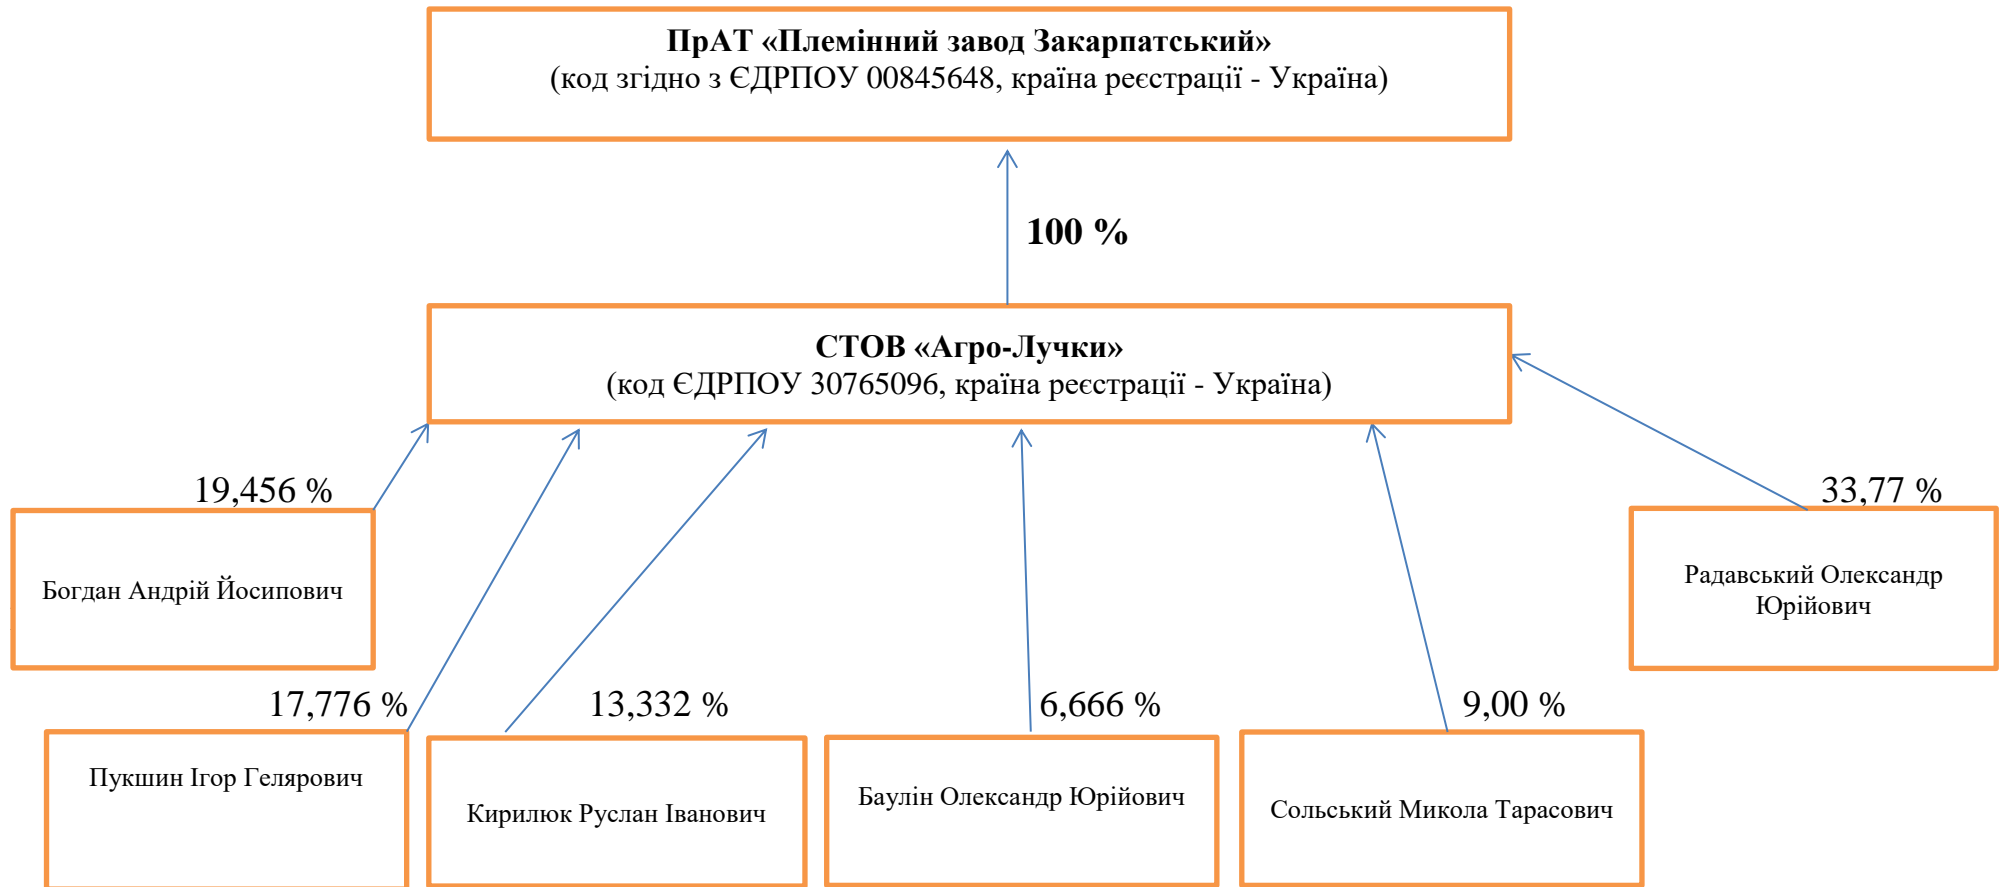 ПрАТ «Племінний завод Закарпатський»
(код згідно з ЄДРПОУ 00845648, країна реєстрації - Україна)
100 %
СТОВ «Агро-Лучки»
(код ЄДРПОУ 30765096, країна реєстрації - Україна)
19,456 %
33,77 %
Богдан Андрій Йосипович
Радавський Олександр
Юрійович
17,776 %
13,332 %
6,666 %
9,00 %
Пукшин Ігор Гелярович
Кирилюк Руслан Іванович
Баулін Олександр Юрійович
Сольський Микола Тарасович